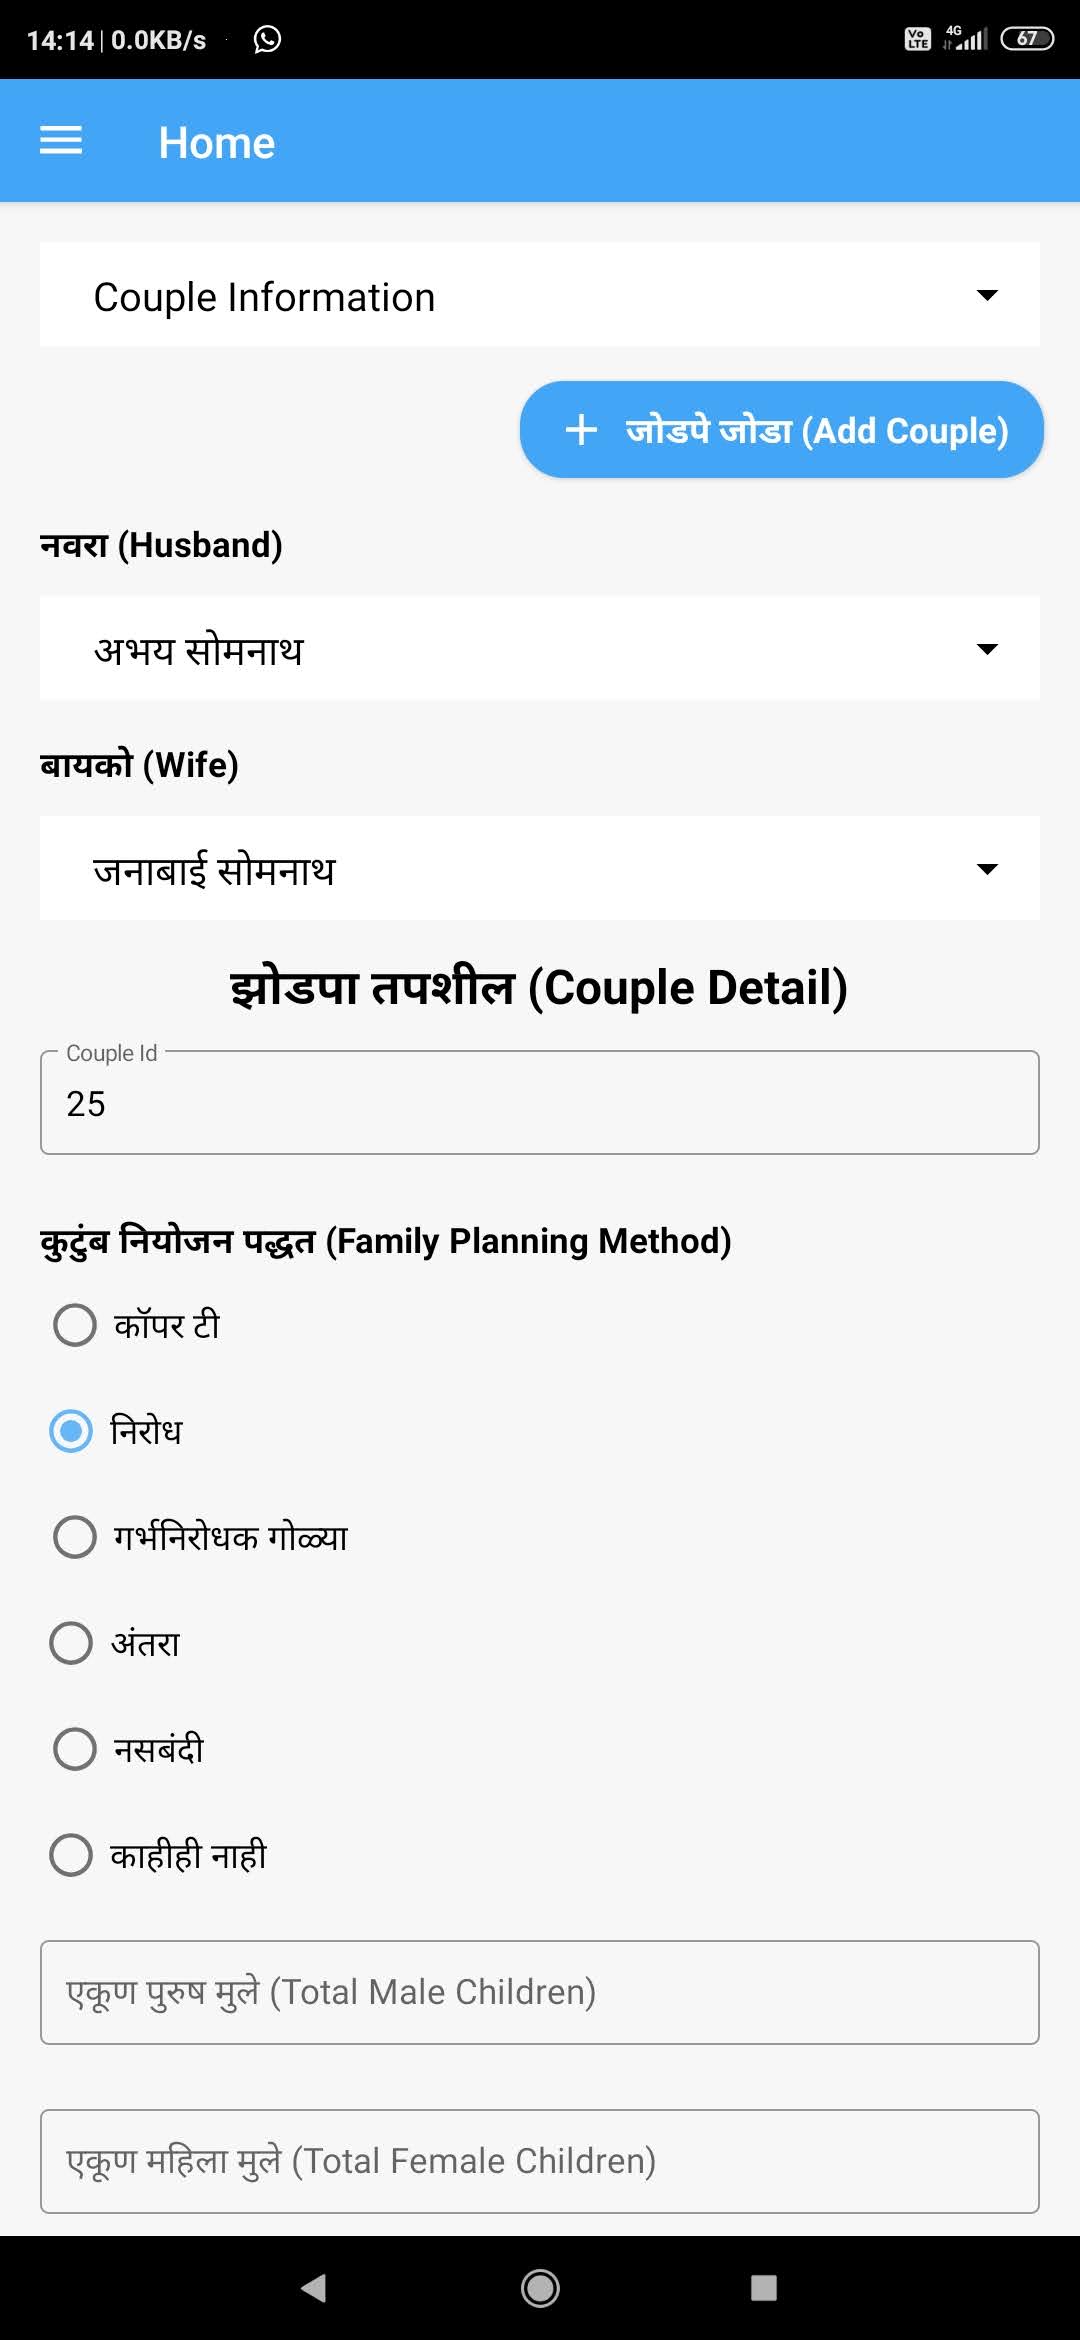 14:14 | 0.0KB/s
Vo LTE 4G 67
Home
Couple Information
+ जोडपे जोडा (Add Couple)
नवरा (Husband)
अभय सोमनाथ
बायको (Wife)
जनाबाई सोमनाथ
झोडपा तपशील (Couple Detail)
Couple Id
25
कुटुंब नियोजन पद्धत (Family Planning Method)
कॉपर टी
निरोध
गर्भनिरोधक गोळ्या
अंतरा
नसबंदी
काहीही नाही
एकूण पुरुष मुले (Total Male Children)
एकूण महिला मुले (Total Female Children)